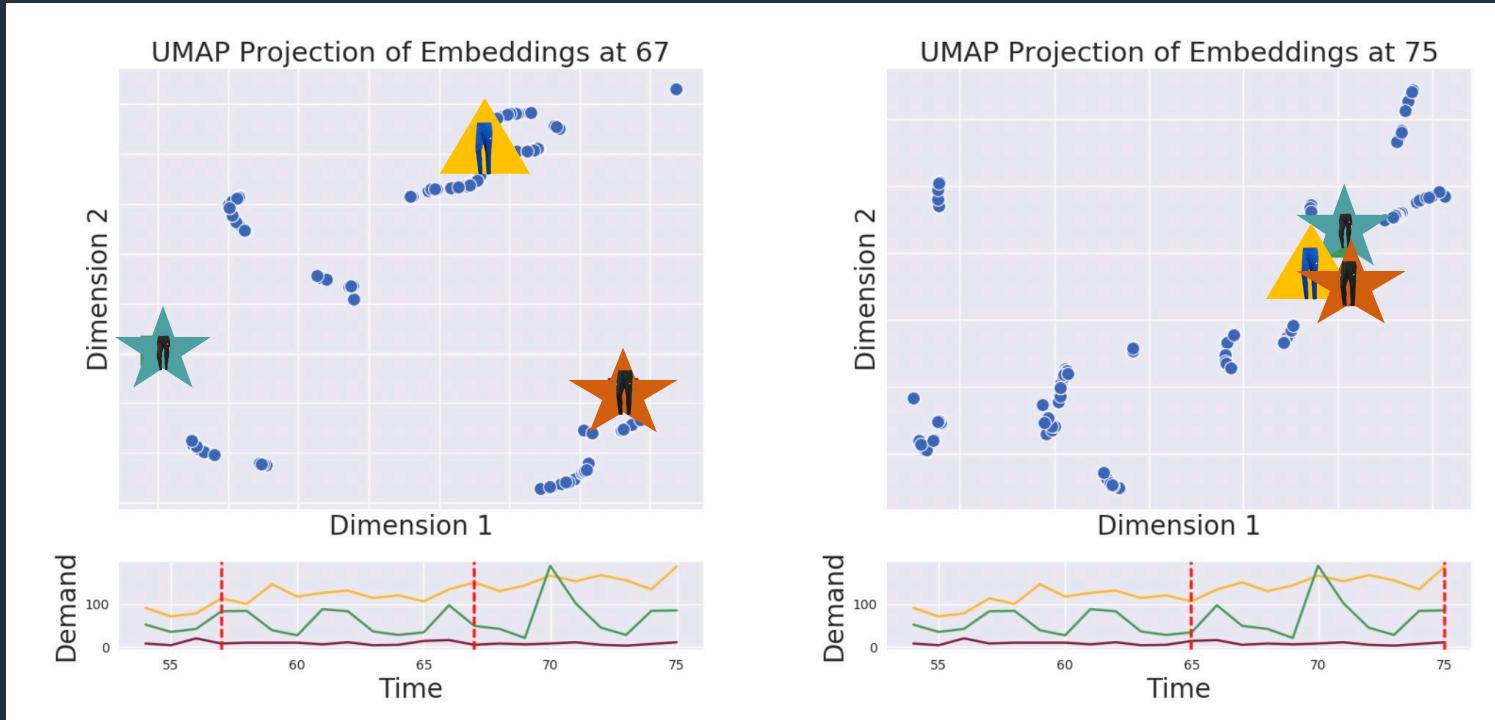 UMAP Projection of Embeddings at 67
Dimension 2
Dimension 1
Demand
100
0
55
60
65
70
75
Time
UMAP Projection of Embeddings at 75
Dimension 2
Dimension 1
Demand
100
0
55
60
65
70
75
Time